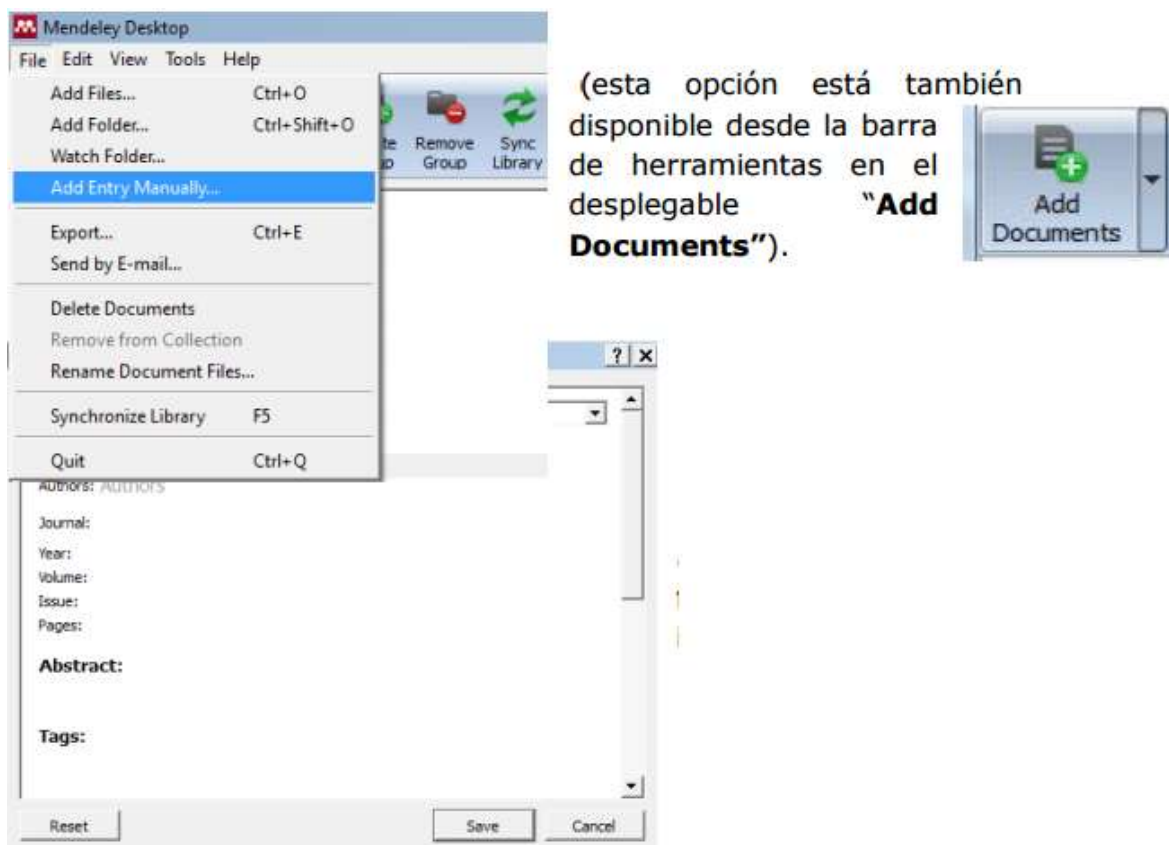 Mendeley Desktop
File Edit View Tools Help
Add Files... Ctrl+O
Add Folder... Ctrl+Shift+O
Watch Folder...
Add Entry Manually...
Export... Ctrl+E
Send by E-mail...
Delete Documents
Remove from Collection
Rename Document Files...
Synchronize Library F5
Quit Ctrl+Q
Remove Group
Sync Library
(esta opción está también
disponible desde la barra
de herramientas en el
desplegable "Add
Documents").
Add
Documents
? x
Authors: Authors
Journal:
Year:
Volume:
Issue:
Pages:
Abstract:
Tags:
Reset Save Cancel